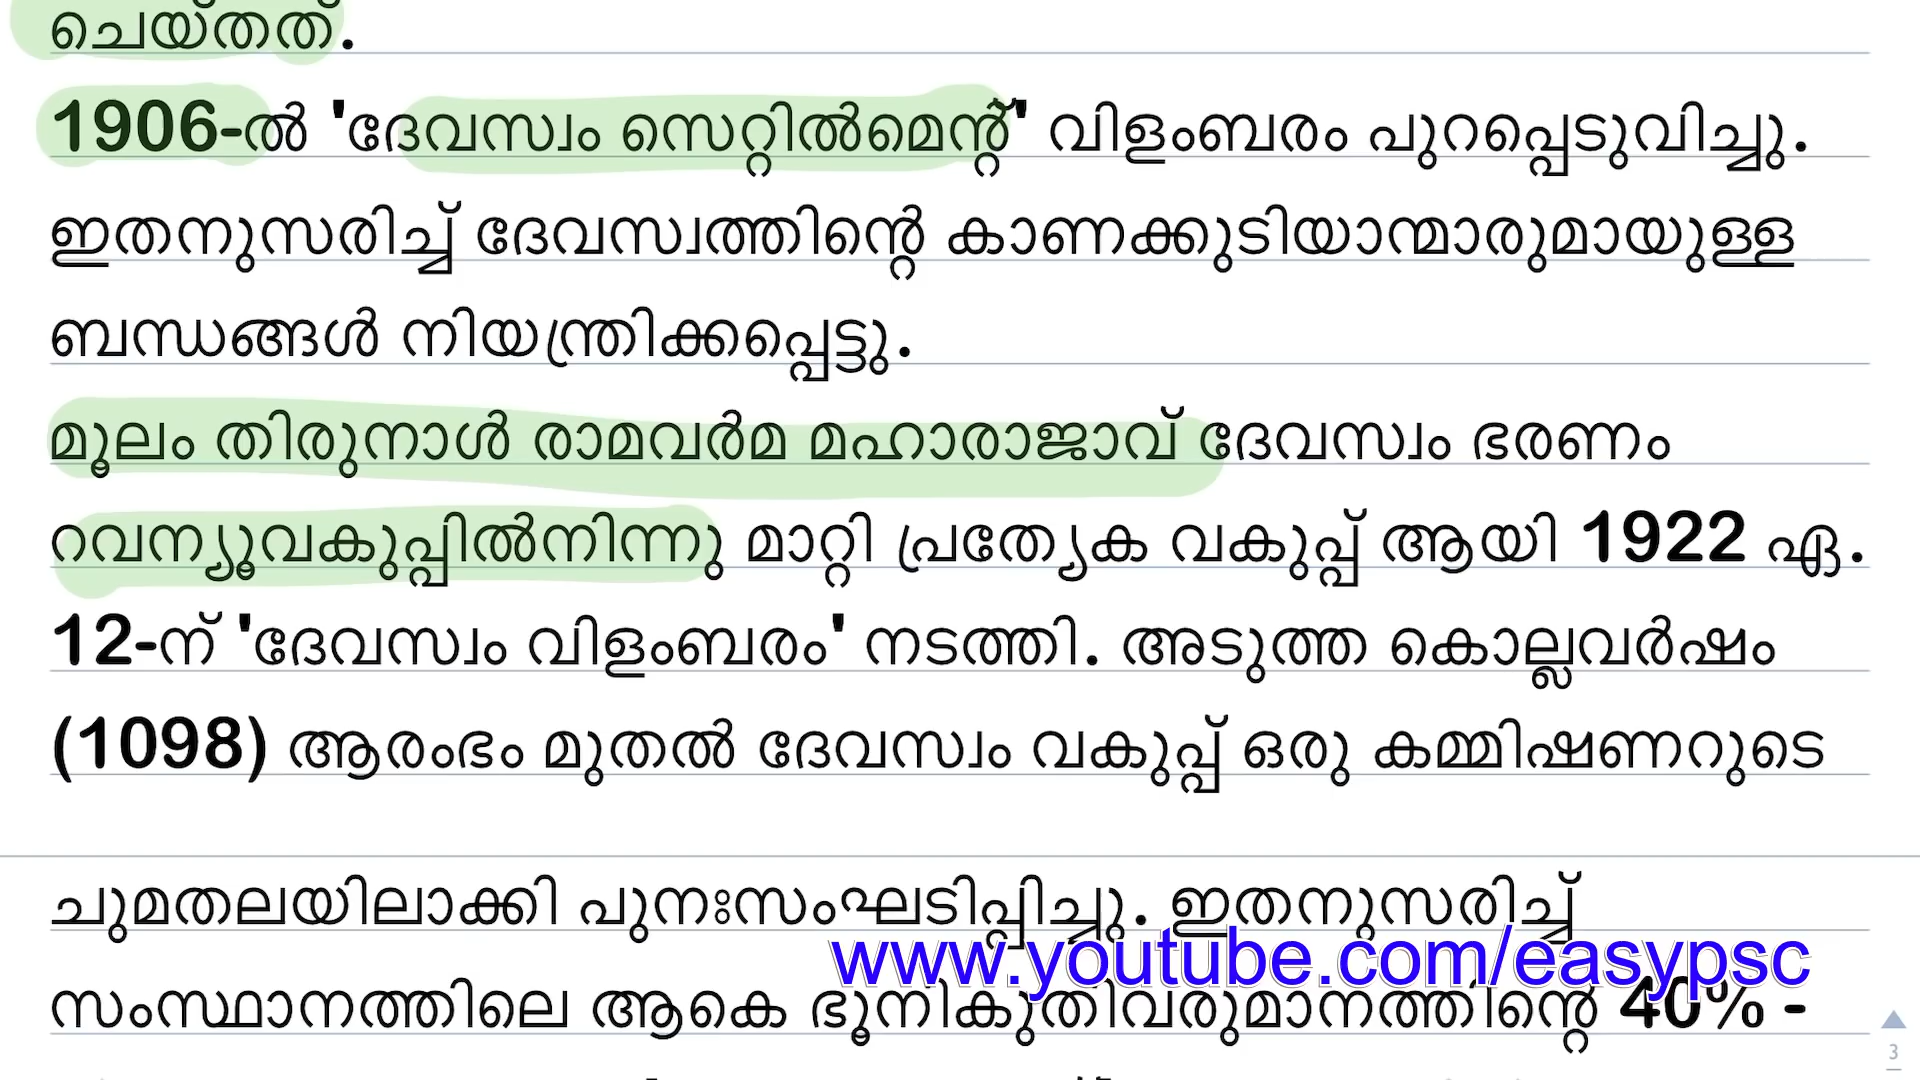 ചെയ്തത്.
1906-ൽ 'ദേവസ്വം സെറ്റിൽമെന്റ്' വിളംബരം പുറപ്പെടുവിച്ചു.
ഇതനുസരിച്ച് ദേവസ്വത്തിന്റെ കാണക്കുടിയാന്മാരുമായുള്ള
ബന്ധങ്ങൾ നിയന്ത്രിക്കപ്പെട്ടു.
മൂലം തിരുനാൾ രാമവർമ മഹാരാജാവ് ദേവസ്വം ഭരണം
റവന്യൂവകുപ്പിൽനിന്നു മാറ്റി പ്രത്യേക വകുപ്പ് ആയി 1922 ഏ.
12-ന് 'ദേവസ്വം വിളംബരം' നടത്തി. അടുത്ത കൊല്ലവർഷം
(1098) ആരംഭം മുതൽ ദേവസ്വം വകുപ്പ് ഒരു കമ്മിഷണറുടെ
ചുമതലയിലാക്കി പുനഃസംഘടിപ്പിച്ചു. ഇതനുസരിച്ച്
www.youtube.com/easypsc
സംസ്ഥാനത്തിലെ ആകെ ഭൂനികുതിവരുമാനത്തിന്റെ 40% -
3